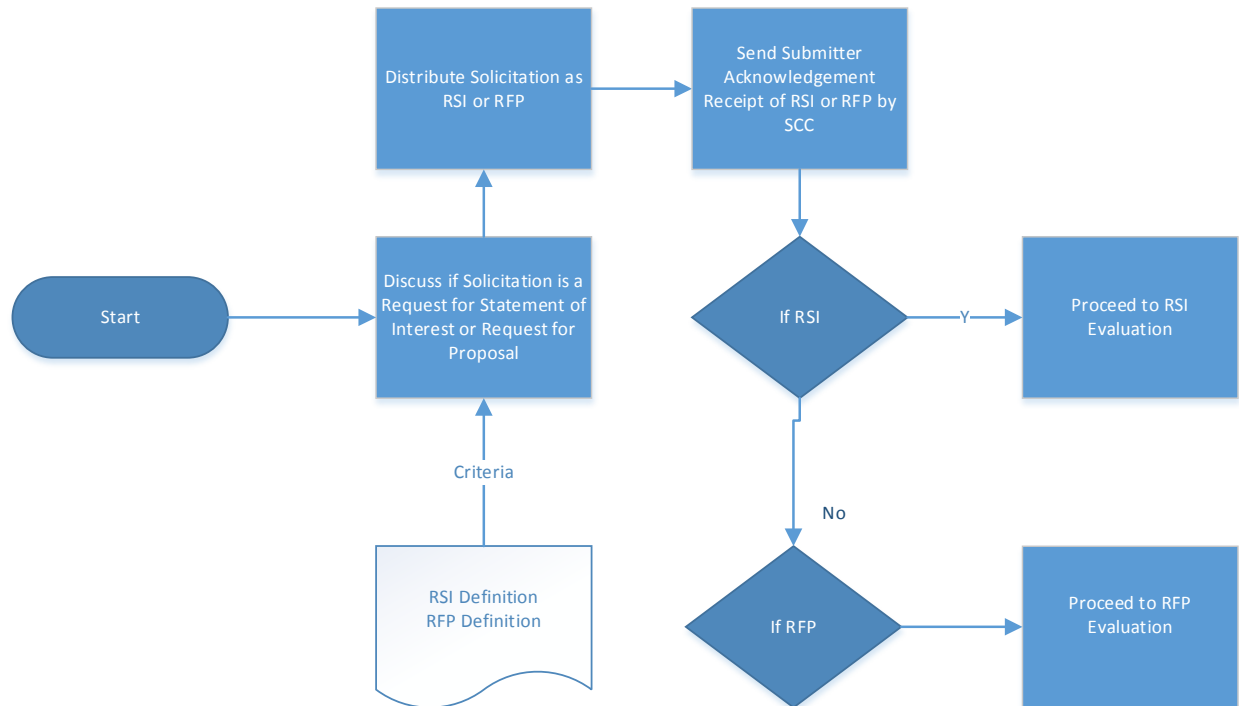 Distribute Solicitation as
RSI or RFP
Send Submitter
Acknowledgement
Receipt of RSI or RFP by
SCC
Start
Discuss if Solicitation is a
Request for Statement of
Interest or Request for
Proposal
If RSI
Y
Proceed to RSI
Evaluation
Criteria
No
RSI Definition
RFP Definition
If RFP
Proceed to RFP
Evaluation